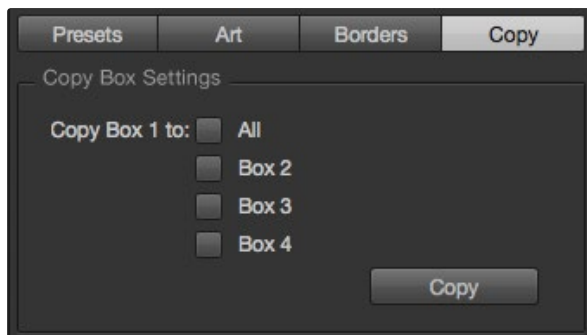 Presets Art Borders Copy
Copy Box Settings
Copy Box 1 to: All
Box 2
Box 3
Box 4
Copy